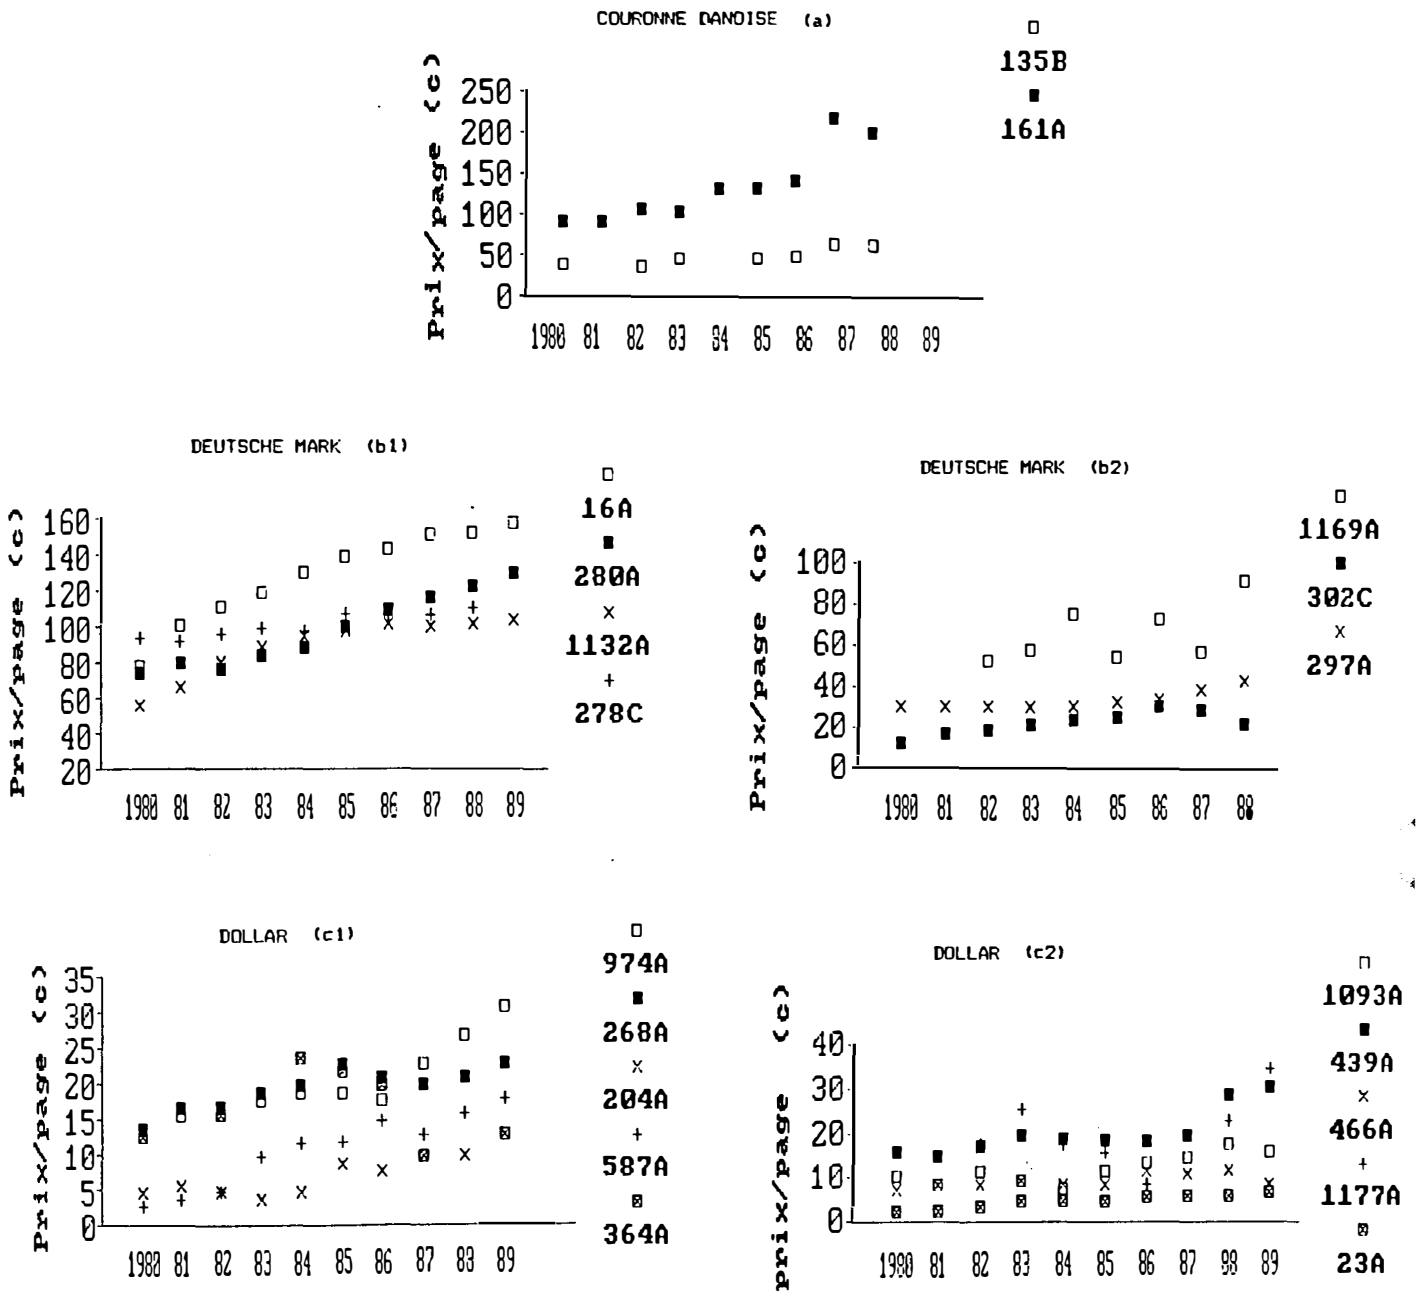 COURONNE DANOISE (a)
135B
161A
Prix/page (c)
250
200
150
100
50
0
1980 81 82 83 84 85 86 87 88 89
DEUTSCHE MARK (b1)
16A
280A
1132A
278C
Prix/page (c)
160
140
120
100
80
60
40
20
1980 81 82 83 84 85 86 87 88 89
DEUTSCHE MARK (b2)
1169A
302C
297A
Prix/page (c)
100
80
60
40
20
0
1980 81 82 83 84 85 86 87 88
DOLLAR (c1)
974A
268A
204A
587A
364A
Prix/page (c)
35
30
25
20
15
10
5
0
1980 81 82 83 84 85 86 87 88 89
DOLLAR (c2)
1093A
439A
466A
1177A
23A
prix/page (c)
40
30
20
10
0
1980 81 82 83 84 85 86 87 88 89